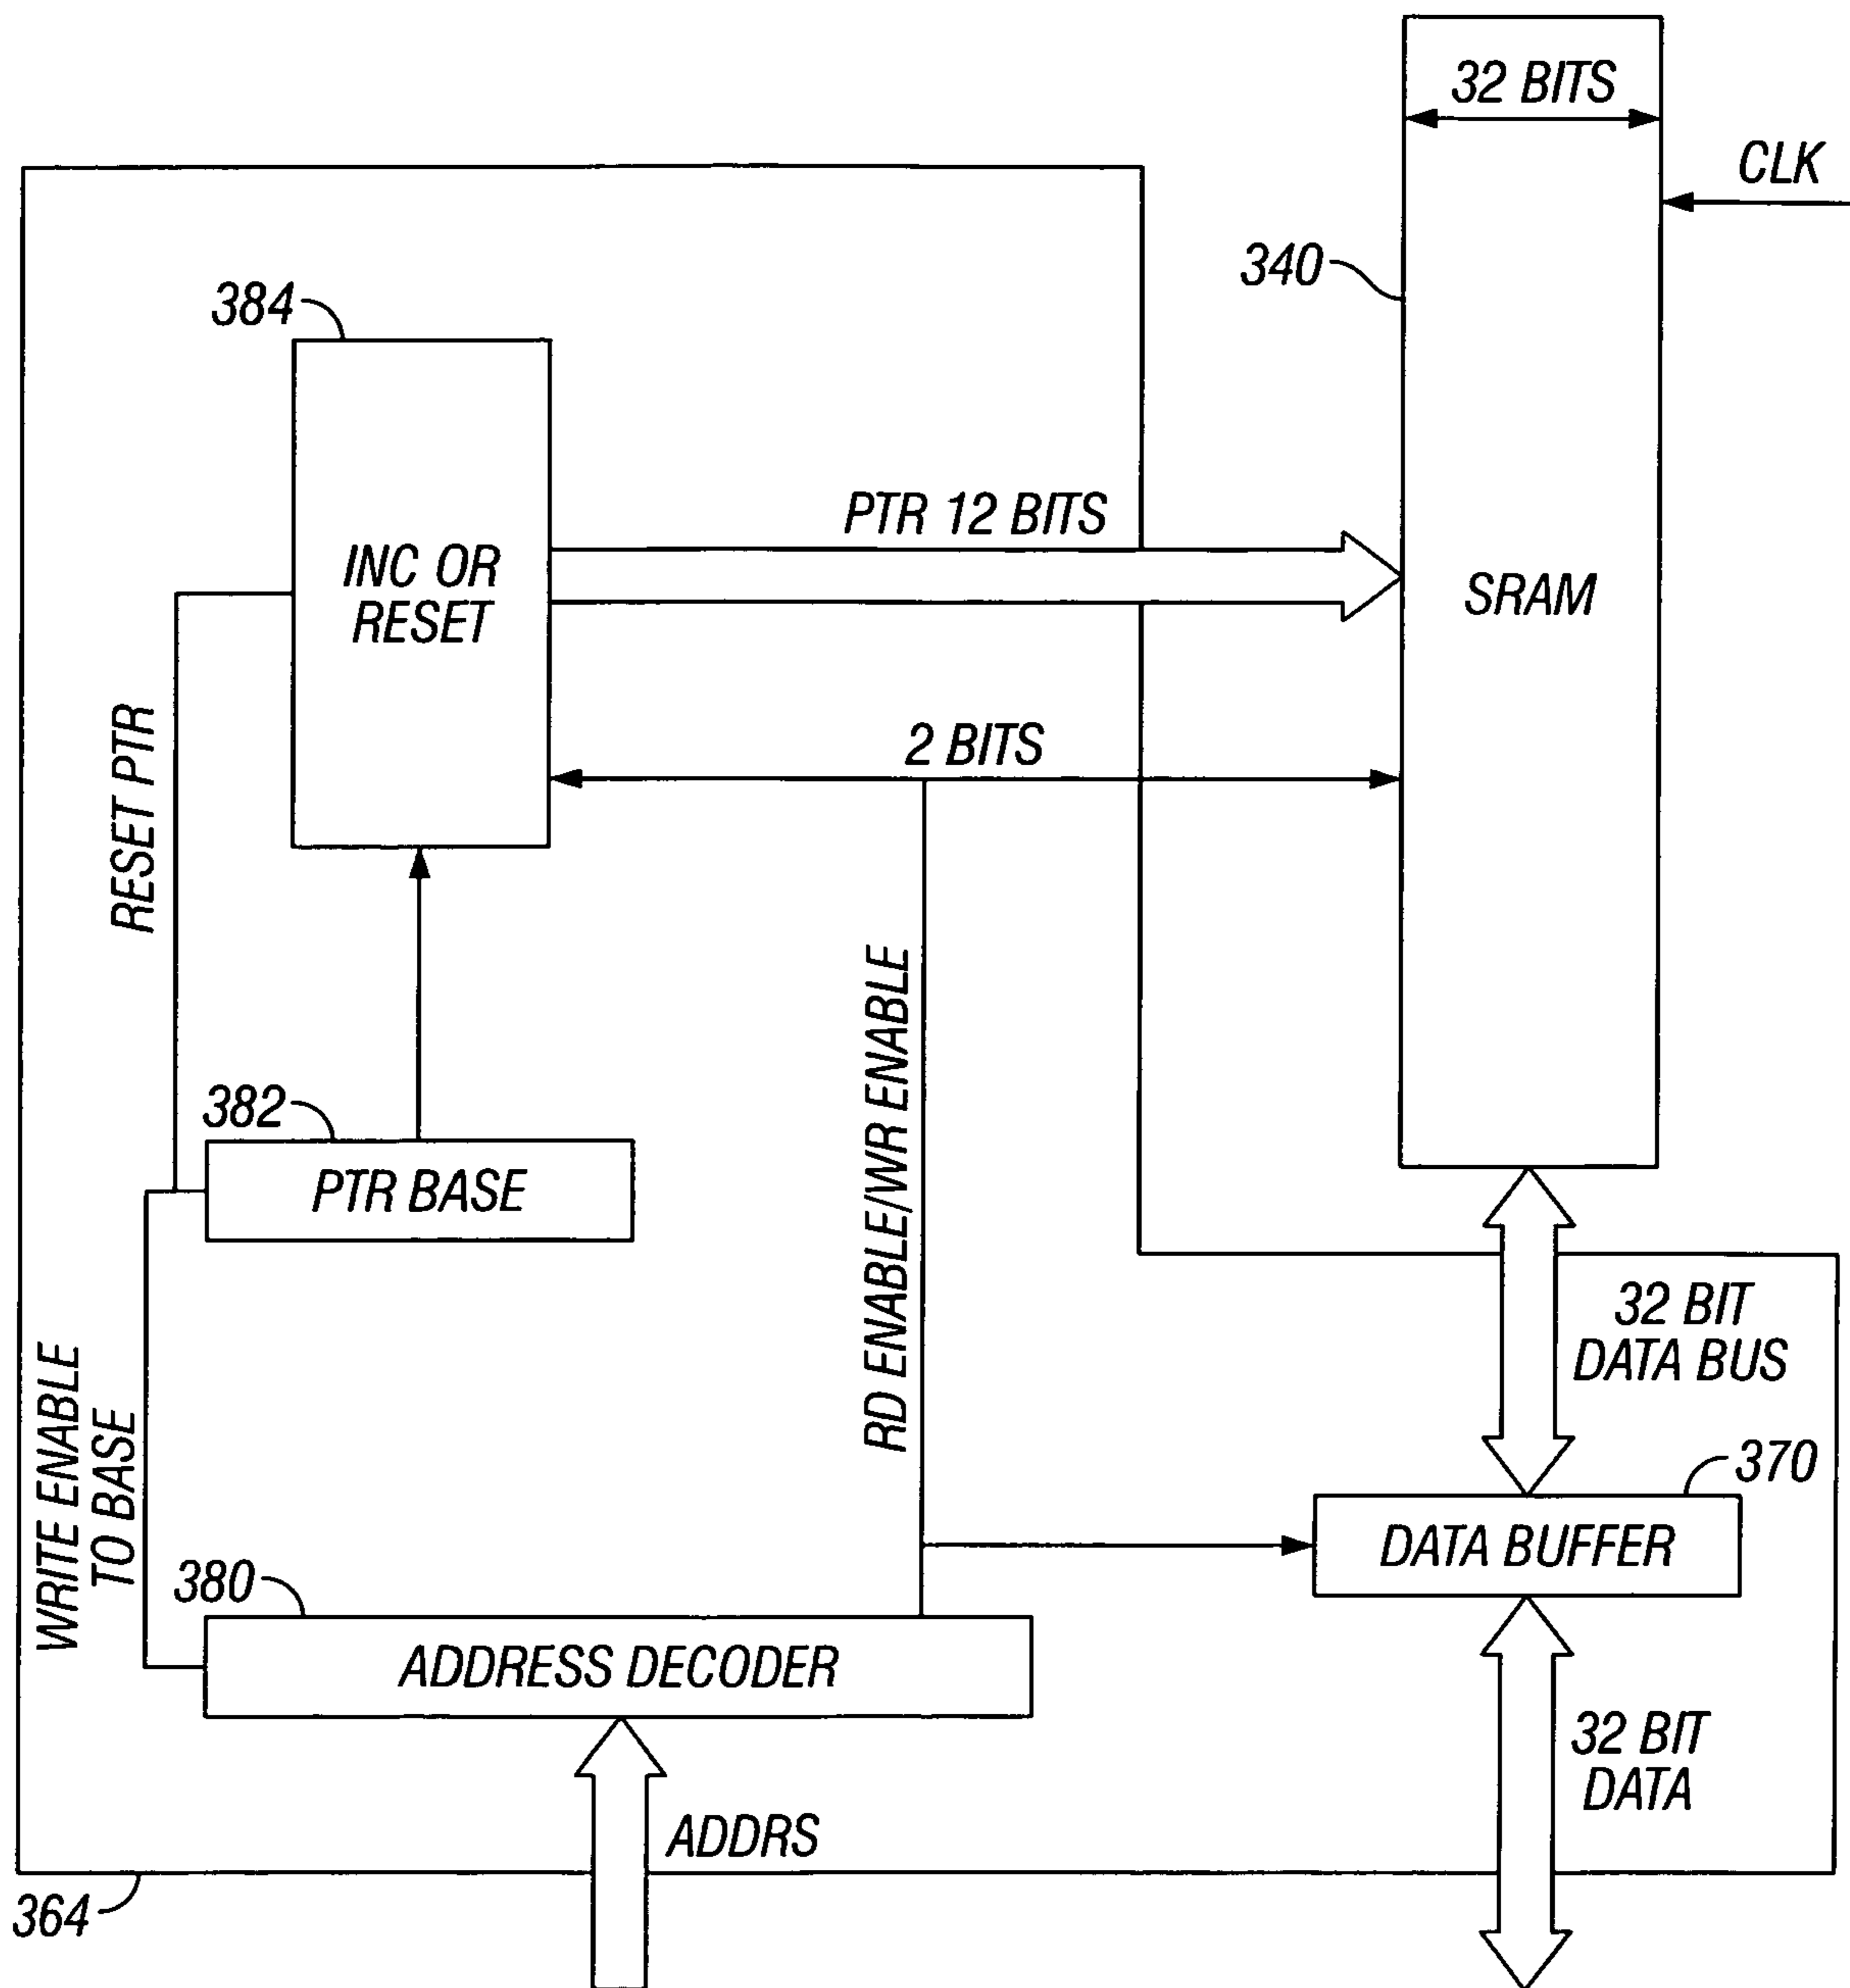 32 BITS
CLK
340
384
PTR 12 BITS
INC OR
RESET
SRAM
RESET PTR
2 BITS
RD ENABLE/WR ENABLE
382
PTR BASE
32 BIT
DATA BUS
WRITE ENABLE
TO BASE
370
DATA BUFFER
380
ADDRESS DECODER
32 BIT
DATA
ADDRS
364